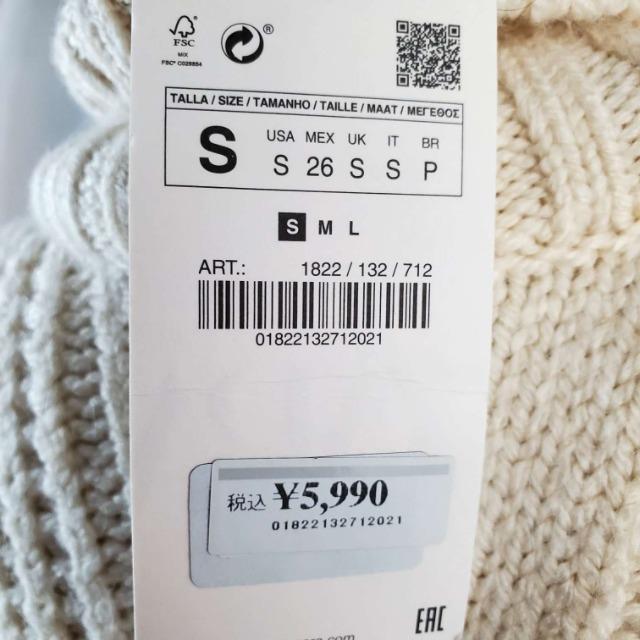 FSC
MIX
FSC® C029854
®
TALLA / SIZE / TAMANHO / TAILLE / MAAT / ΜΕΓΕΘΟΣ
S
USA MEX UK IT BR
S 26 S S P
S M L
ART.: 1822 / 132 / 712
01822132712021
税込 ¥5,990
01822132712021
EAC
.com